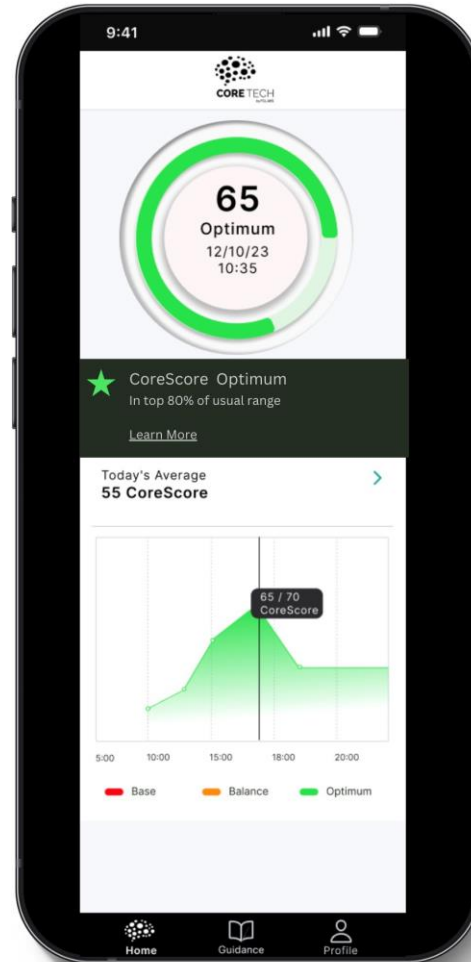 9:41
CORETECH
65
Optimum
12/10/23
10:35
CoreScore Optimum
In top 80% of usual range
Learn More
Today's Average
55 CoreScore
65 / 70
CoreScore
5:00 10:00 15:00 18:00 20:00
Base Balance Optimum
Home Guidance Profile